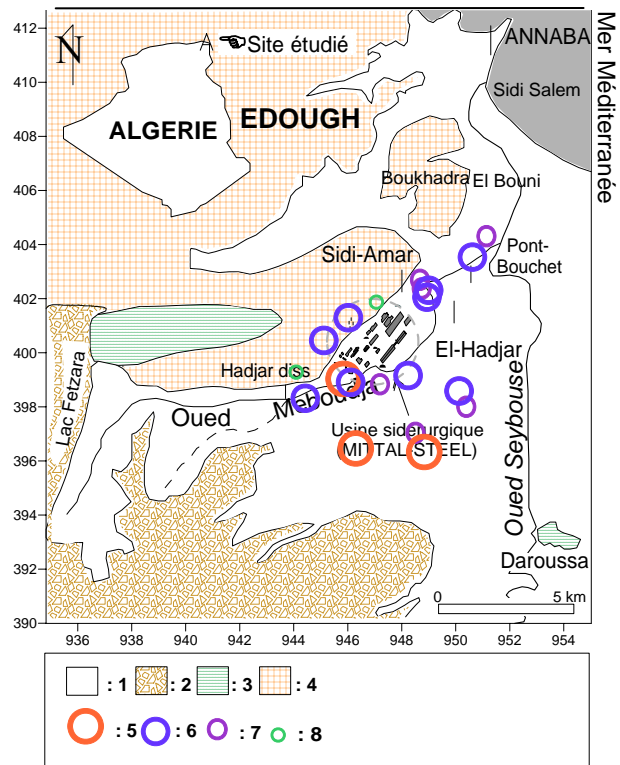 412
410
408
406
404
402
400
398
396
394
392
390
N
Site étudié
ALGERIE
EDOUGH
ANNABA
Sidi Salem
Mer Méditerranée
Boukhadra
El Bouni
Sidi-Amar
Pont-
Bouchet
Lac Fetzara
Hadjar diss
El-Hadjar
Oued
Meboudja
Usine sidérurgique
(MITTAL STEEL)
Oued Seybouse
Daroussa
0 5 km
936 938 940 942 944 946 948 950 952 954
: 1 : 2 : 3 : 4
: 5 : 6 : 7 : 8